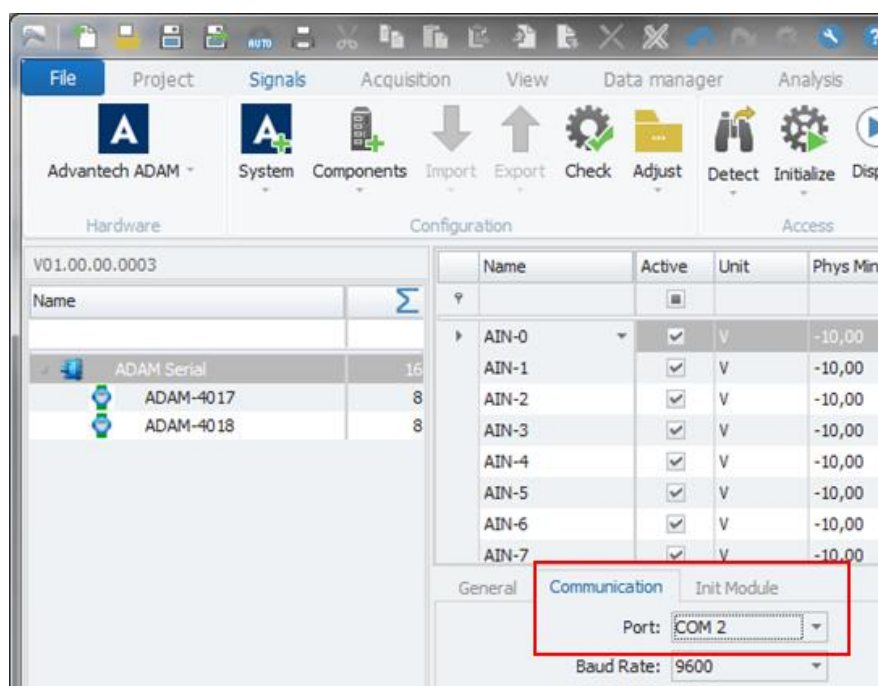 AUTO
File Project Signals Acquisition View Data manager Analysis
Advantech ADAM System Components Import Export Check Adjust Detect Initialize
Hardware Configuration Access
V01.00.00.0003
Name
ADAM Serial 16
ADAM-4017 8
ADAM-4018 8
Name Active Unit Phys Min
AIN-0 V -10,00
AIN-1 V -10,00
AIN-2 V -10,00
AIN-3 V -10,00
AIN-4 V -10,00
AIN-5 V -10,00
AIN-6 V -10,00
AIN-7 V -10,00
General Communication Init Module
Port: COM 2
Baud Rate: 9600